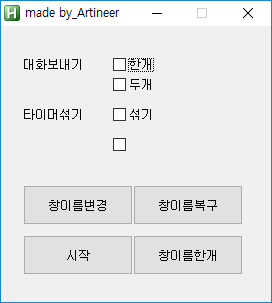 made by_Artineer
대화보내기 한개
두개
타이머섞기 섞기
창이름변경 창이름복구
시작 창이름한개